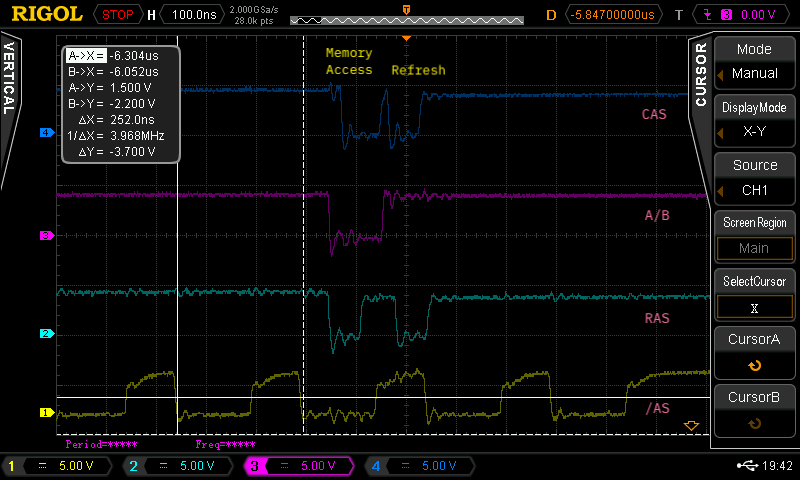 RIGOL STOP H 100.0ns 2.000GSa/s 28.0k pts D -5.84700000us T 3 0.00 V
T
VERTICAL
A->X = -6.304us
B->X = -6.052us
A->Y = 1.500 V
B->Y = -2.200 V
ΔX = 252.0ns
1/ΔX = 3.968MHz
ΔY = -3.700 V
Memory
Access Refresh
4
CAS
3
A/B
2
RAS
1
/AS
Period=***** Freq=*****
CURSOR
Mode
Manual
DisplayMode
X-Y
Source
CH1
Screen Region
Main
SelectCursor
X
CursorA
CursorB
1 = 5.00 V 2 = 5.00 V 3 = 5.00 V 4 = 5.00 V 19:42